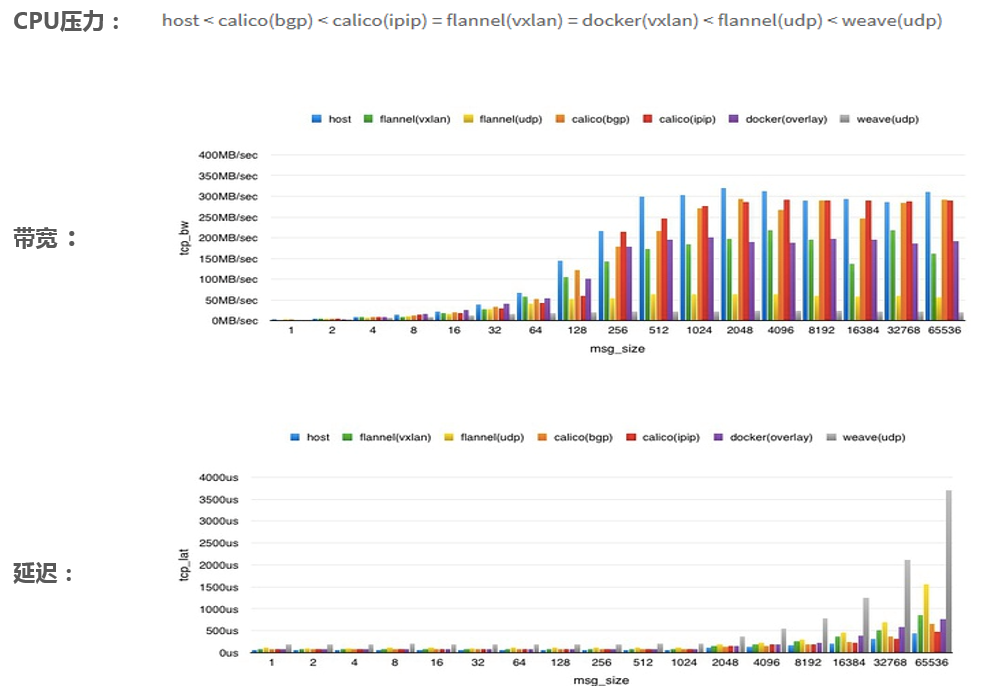 CPU压力： host < calico(bgp) < calico(ipip) = flannel(vxlan) = docker(vxlan) < flannel(udp) < weave(udp)
host flannel(vxlan) flannel(udp) calico(bgp) calico(ipip) docker(overlay) weave(udp)
带宽：
tcp_bw
400MB/sec
350MB/sec
300MB/sec
250MB/sec
200MB/sec
150MB/sec
100MB/sec
50MB/sec
0MB/sec
1 2 4 8 16 32 64 128 256 512 1024 2048 4096 8192 16384 32768 65536
msg_size
host flannel(vxlan) flannel(udp) calico(bgp) calico(ipip) docker(overlay) weave(udp)
延迟：
tcp_lat
4000us
3500us
3000us
2500us
2000us
1500us
1000us
500us
0us
1 2 4 8 16 32 64 128 256 512 1024 2048 4096 8192 16384 32768 65536
msg_size